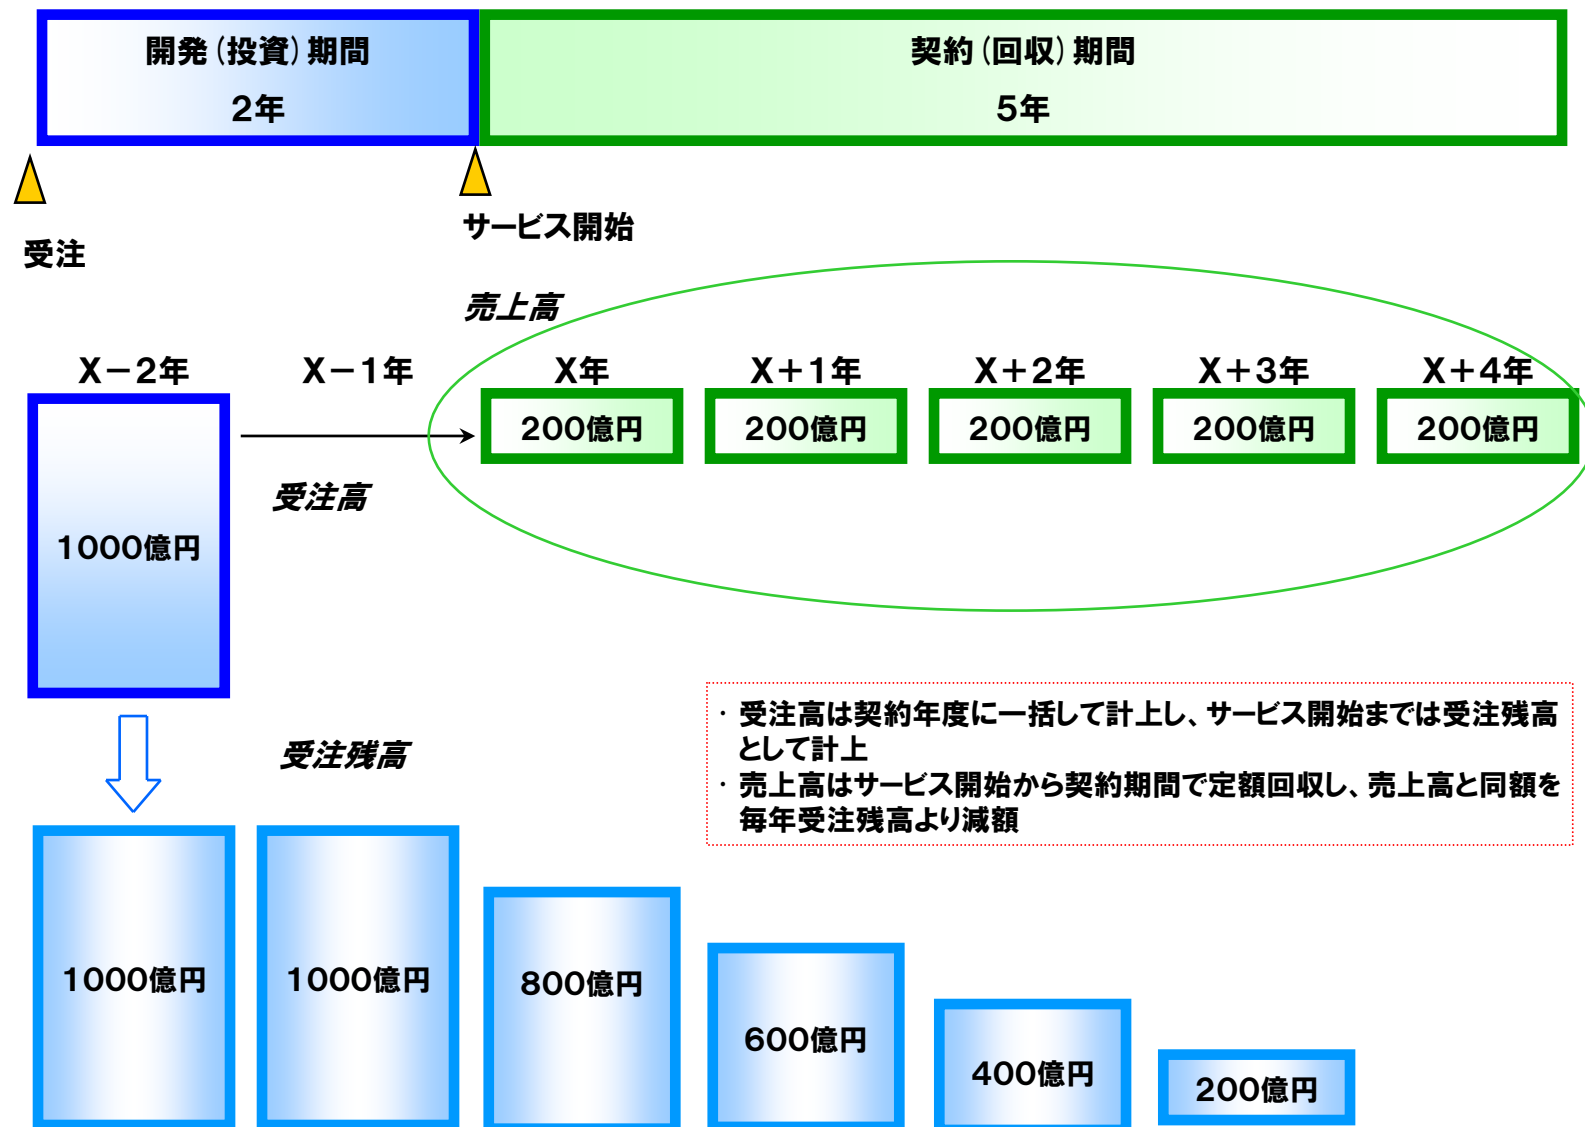 開発(投資)期間
2年
契約(回収)期間
5年
受注
サービス開始
売上高
X-2年
X-1年
X年
X+1年
X+2年
X+3年
X+4年
200億円
200億円
200億円
200億円
200億円
受注高
1000億円
・受注高は契約年度に一括して計上し、サービス開始までは受注残高
として計上
・売上高はサービス開始から契約期間で定額回収し、売上高と同額を
毎年受注残高より減額
受注残高
1000億円
1000億円
800億円
600億円
400億円
200億円